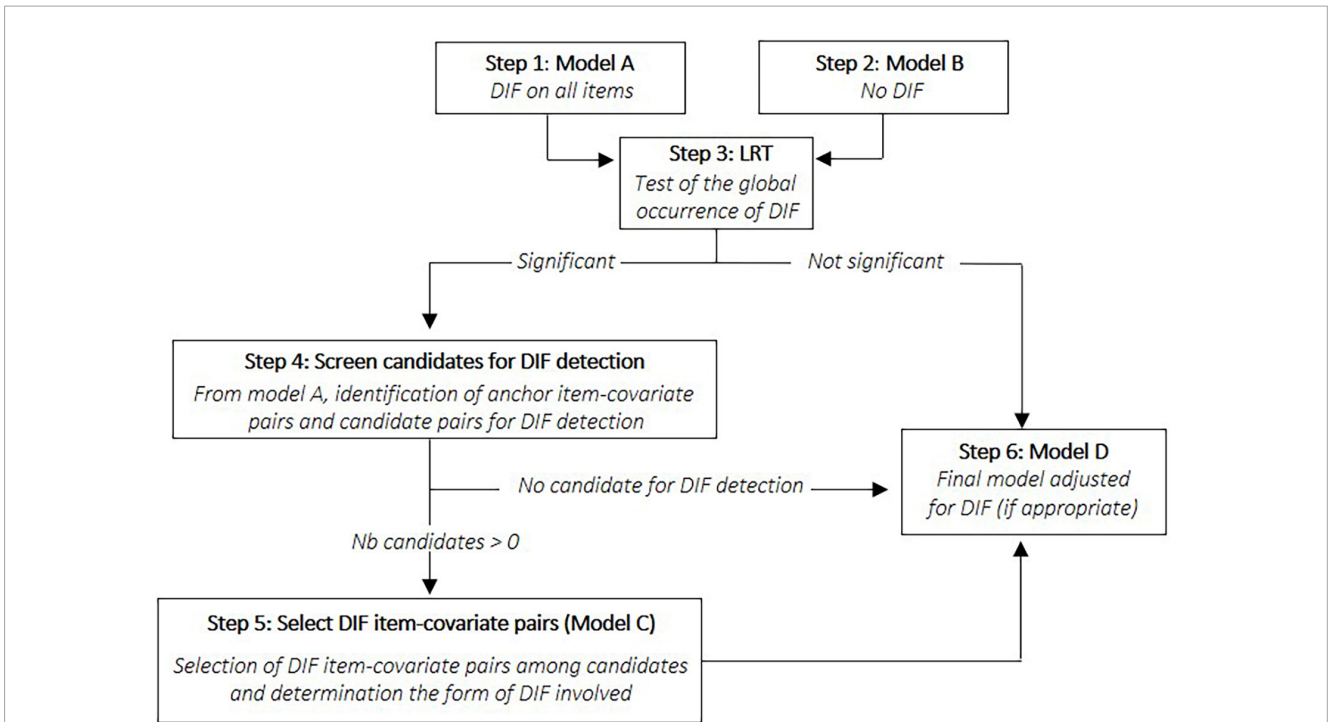 Step 1: Model A
DIF on all items
Step 2: Model B
No DIF
Step 3: LRT
Test of the global
occurrence of DIF
Significant
Not significant
Step 4: Screen candidates for DIF detection
From model A, identification of anchor item-covariate
pairs and candidate pairs for DIF detection
No candidate for DIF detection
Step 6: Model D
Final model adjusted
for DIF (if appropriate)
Nb candidates > 0
Step 5: Select DIF item-covariate pairs (Model C)
Selection of DIF item-covariate pairs among candidates
and determination the form of DIF involved